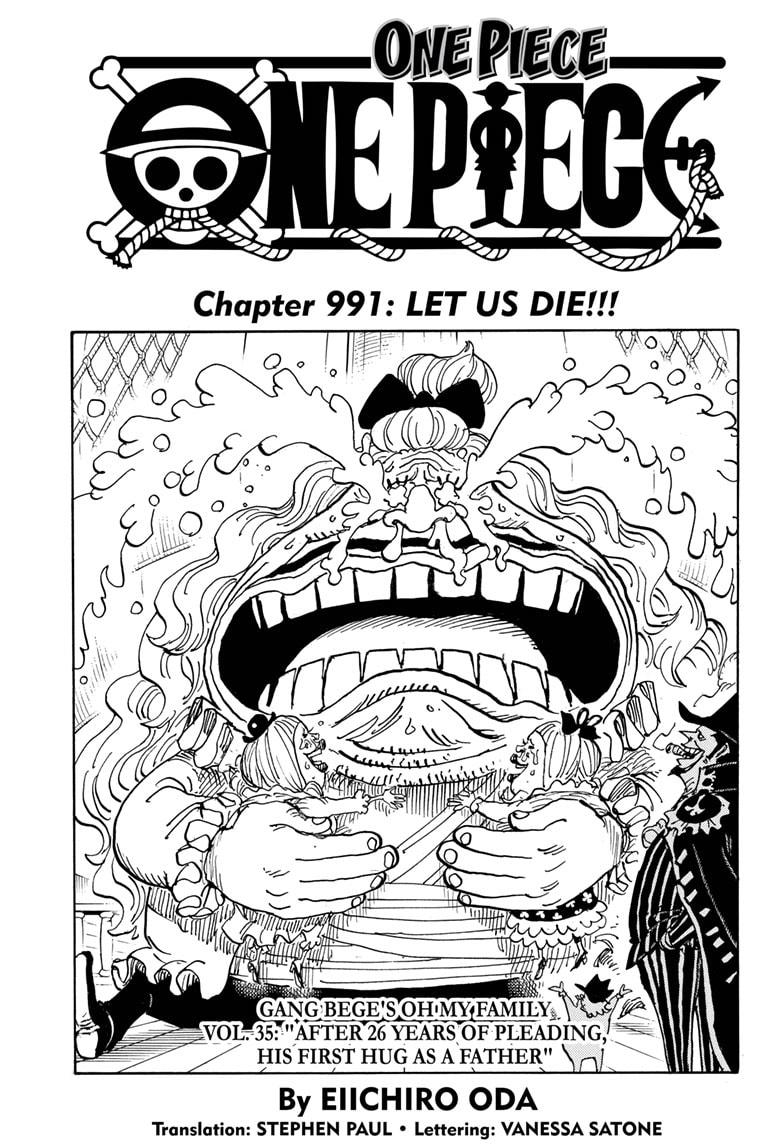 ONE PIECE
ONE PIECE
Chapter 991: LET US DIE!!!
GANG BEGE'S OH MY FAMILY
VOL. 35: "AFTER 26 YEARS OF PLEADING,
HIS FIRST HUG AS A FATHER"
By EIICHIRO ODA
Translation: STEPHEN PAUL • Lettering: VANESSA SATONE